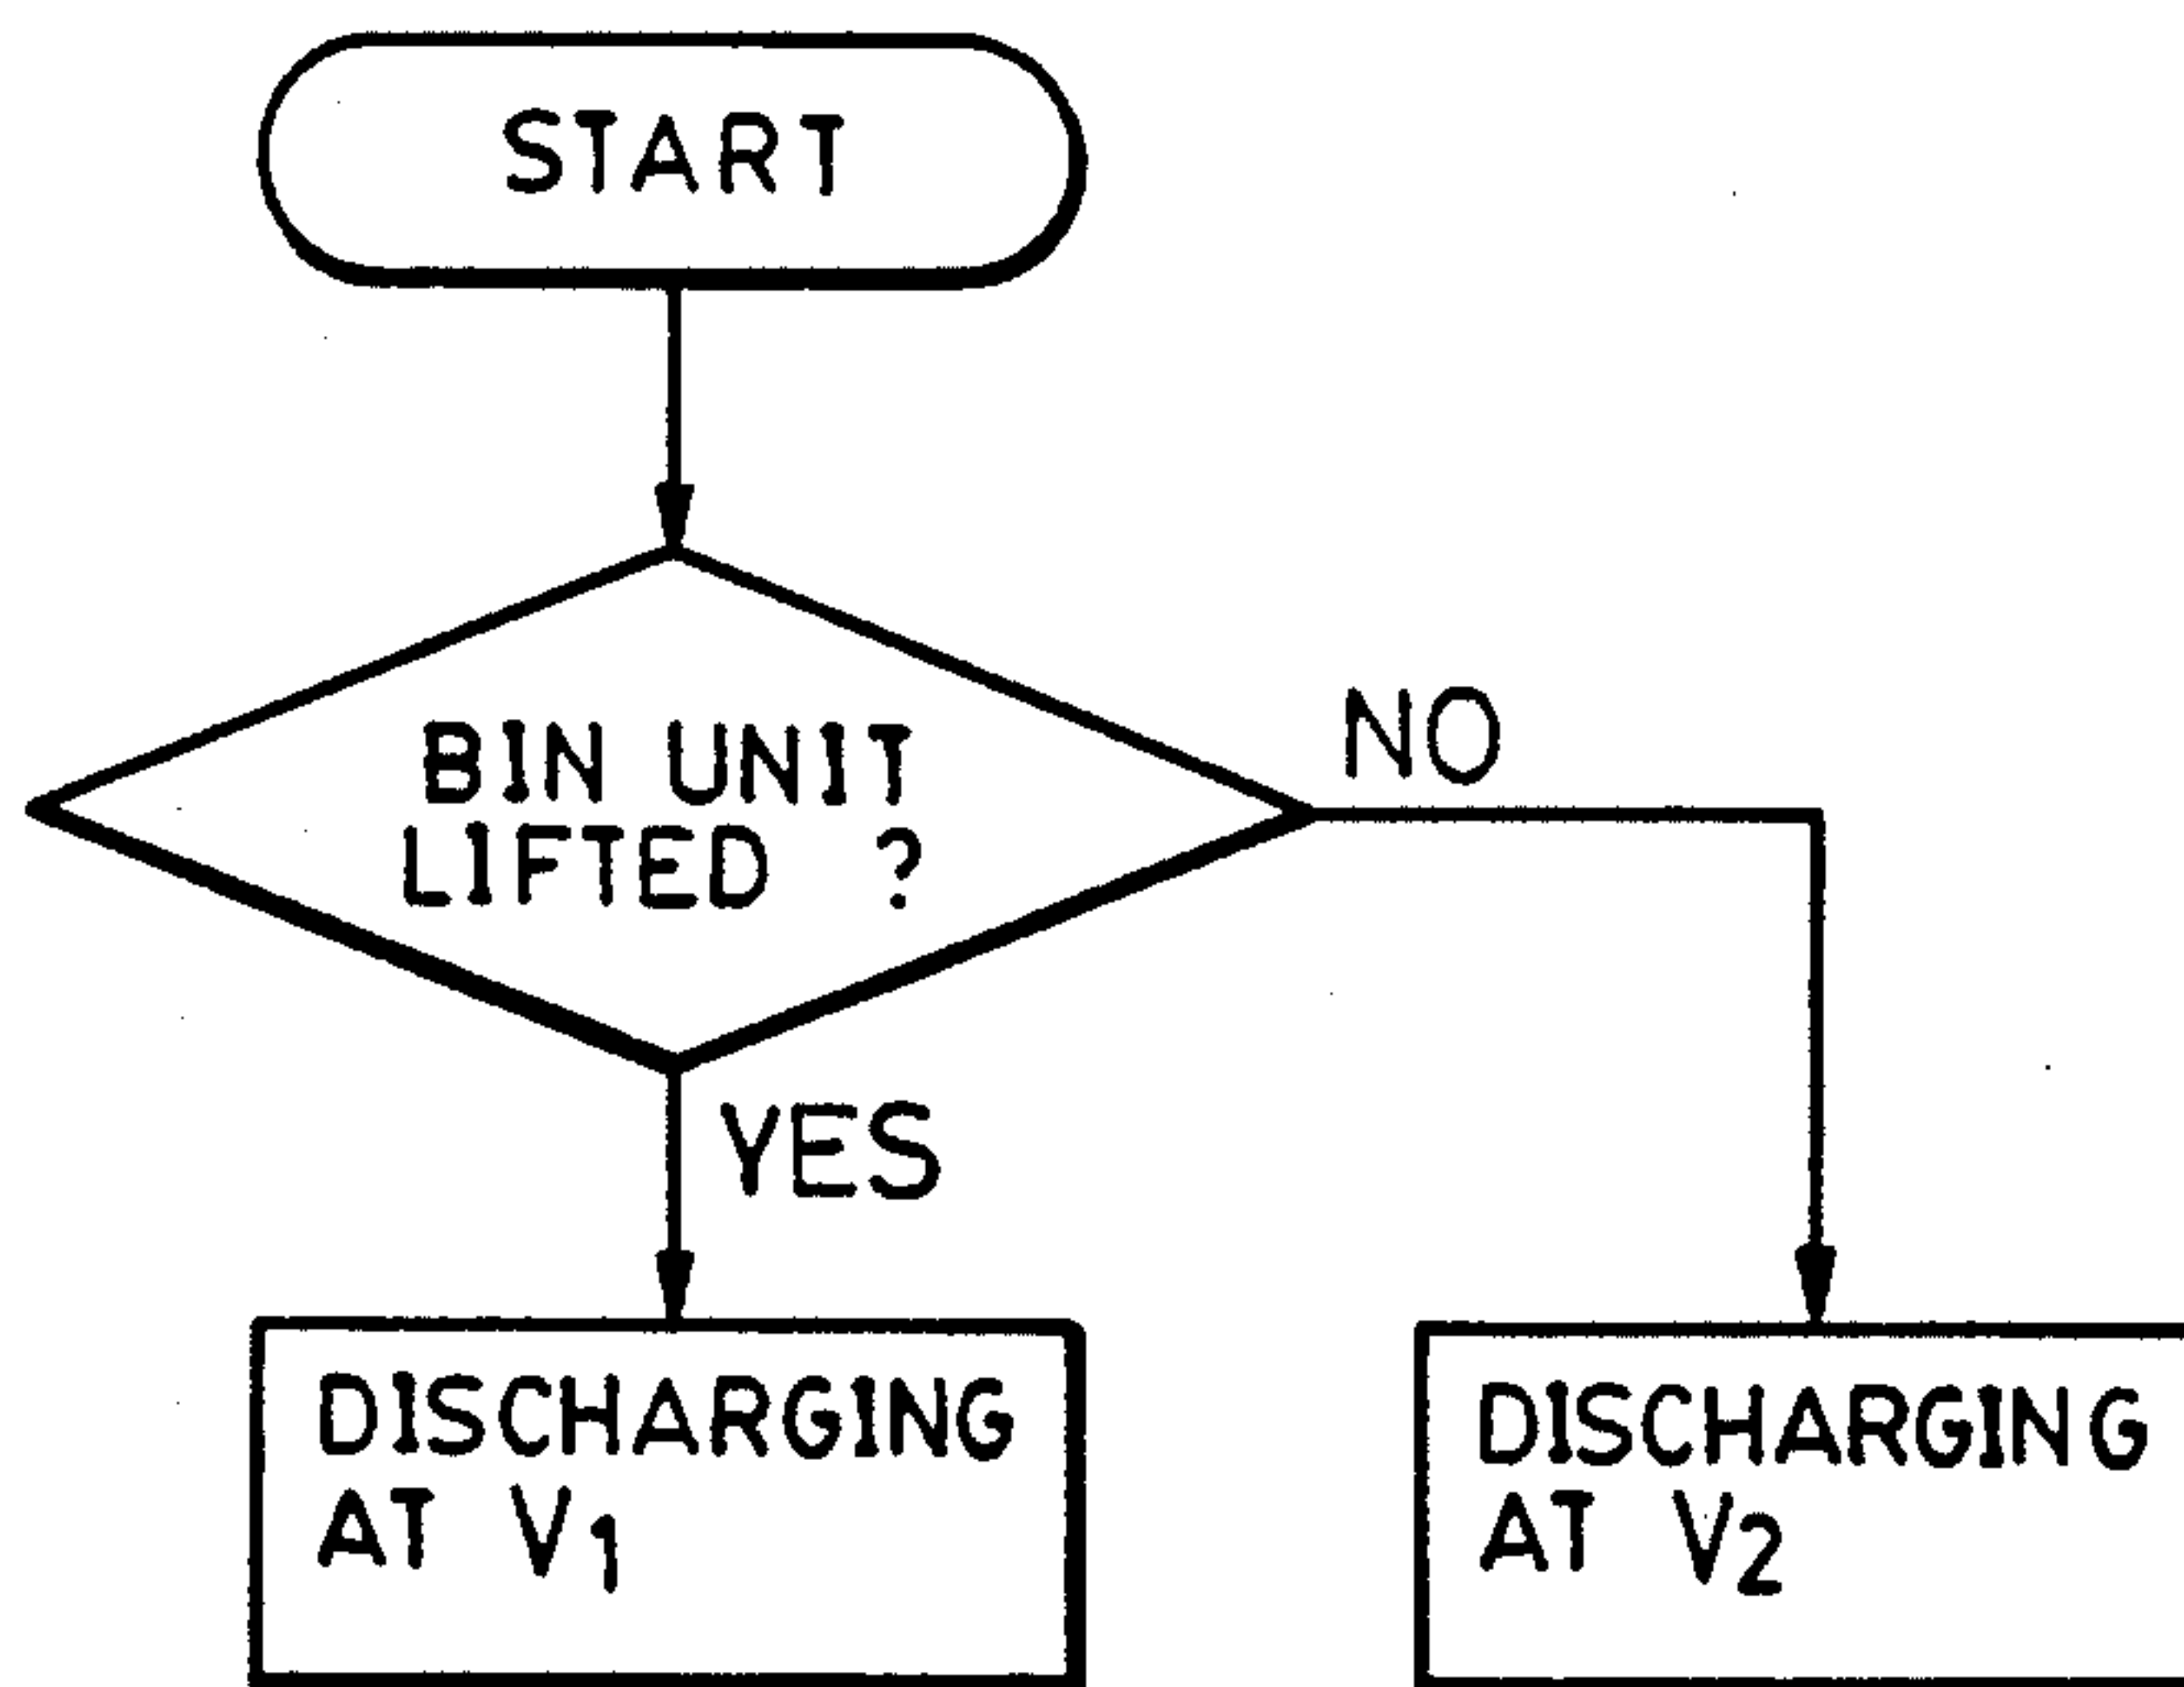 START
BIN UNIT
LIFTED ?
NO
YES
DISCHARGING
AT V1
DISCHARGING
AT V2